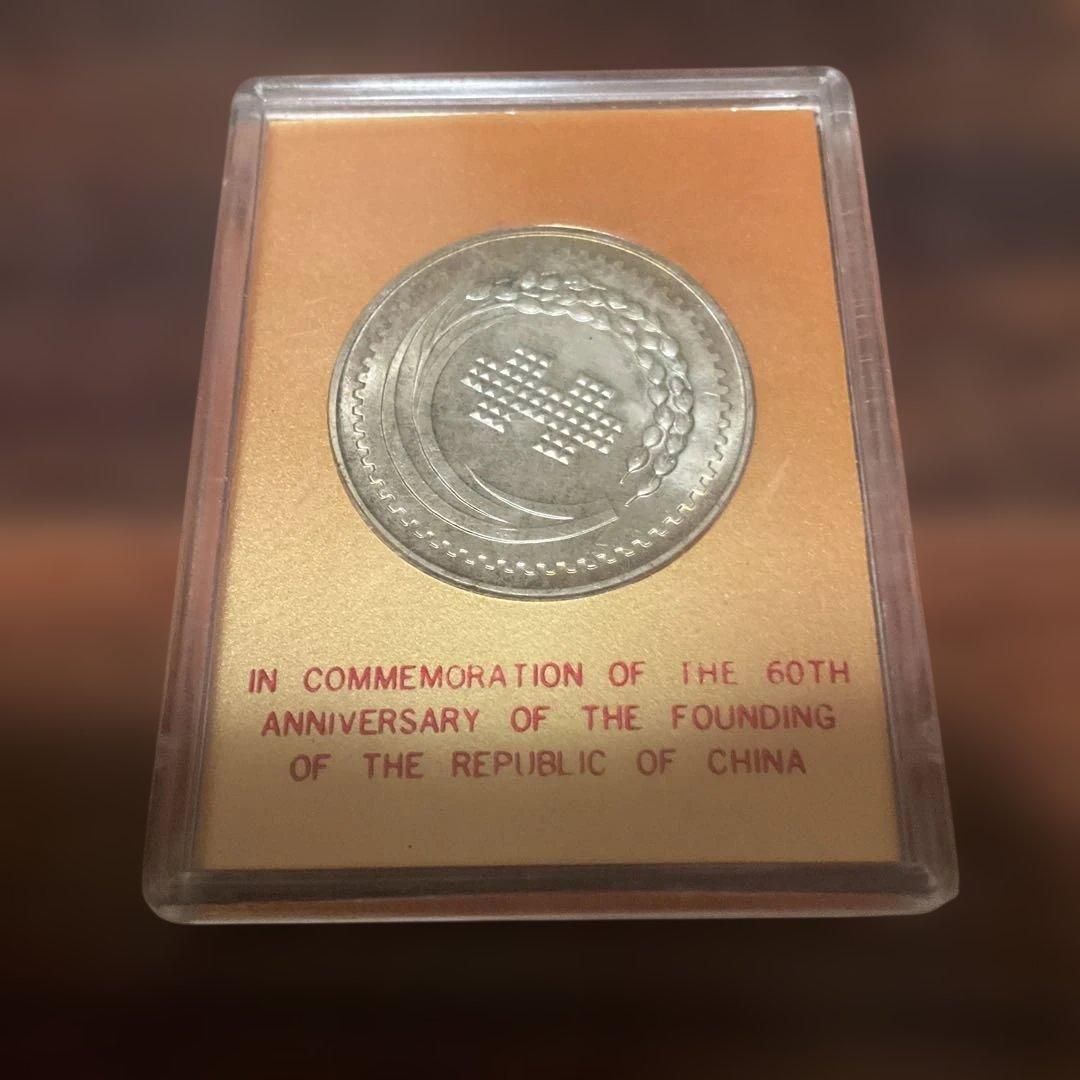 IN COMMEMORATION OF THE 60TH
ANNIVERSARY OF THE FOUNDING
OF THE REPUBLIC OF CHINA